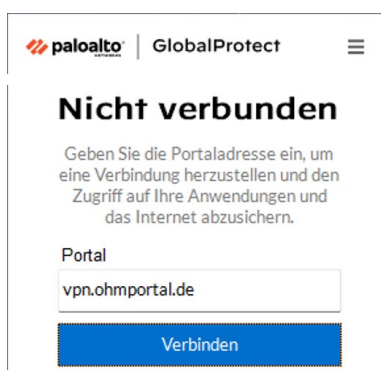 paloalto | GlobalProtect
NETWORKS
Nicht verbunden
Geben Sie die Portaladresse ein, um
eine Verbindung herzustellen und den
Zugriff auf Ihre Anwendungen und
das Internet abzusichern.
Portal
vpn.ohmportal.de
Verbinden